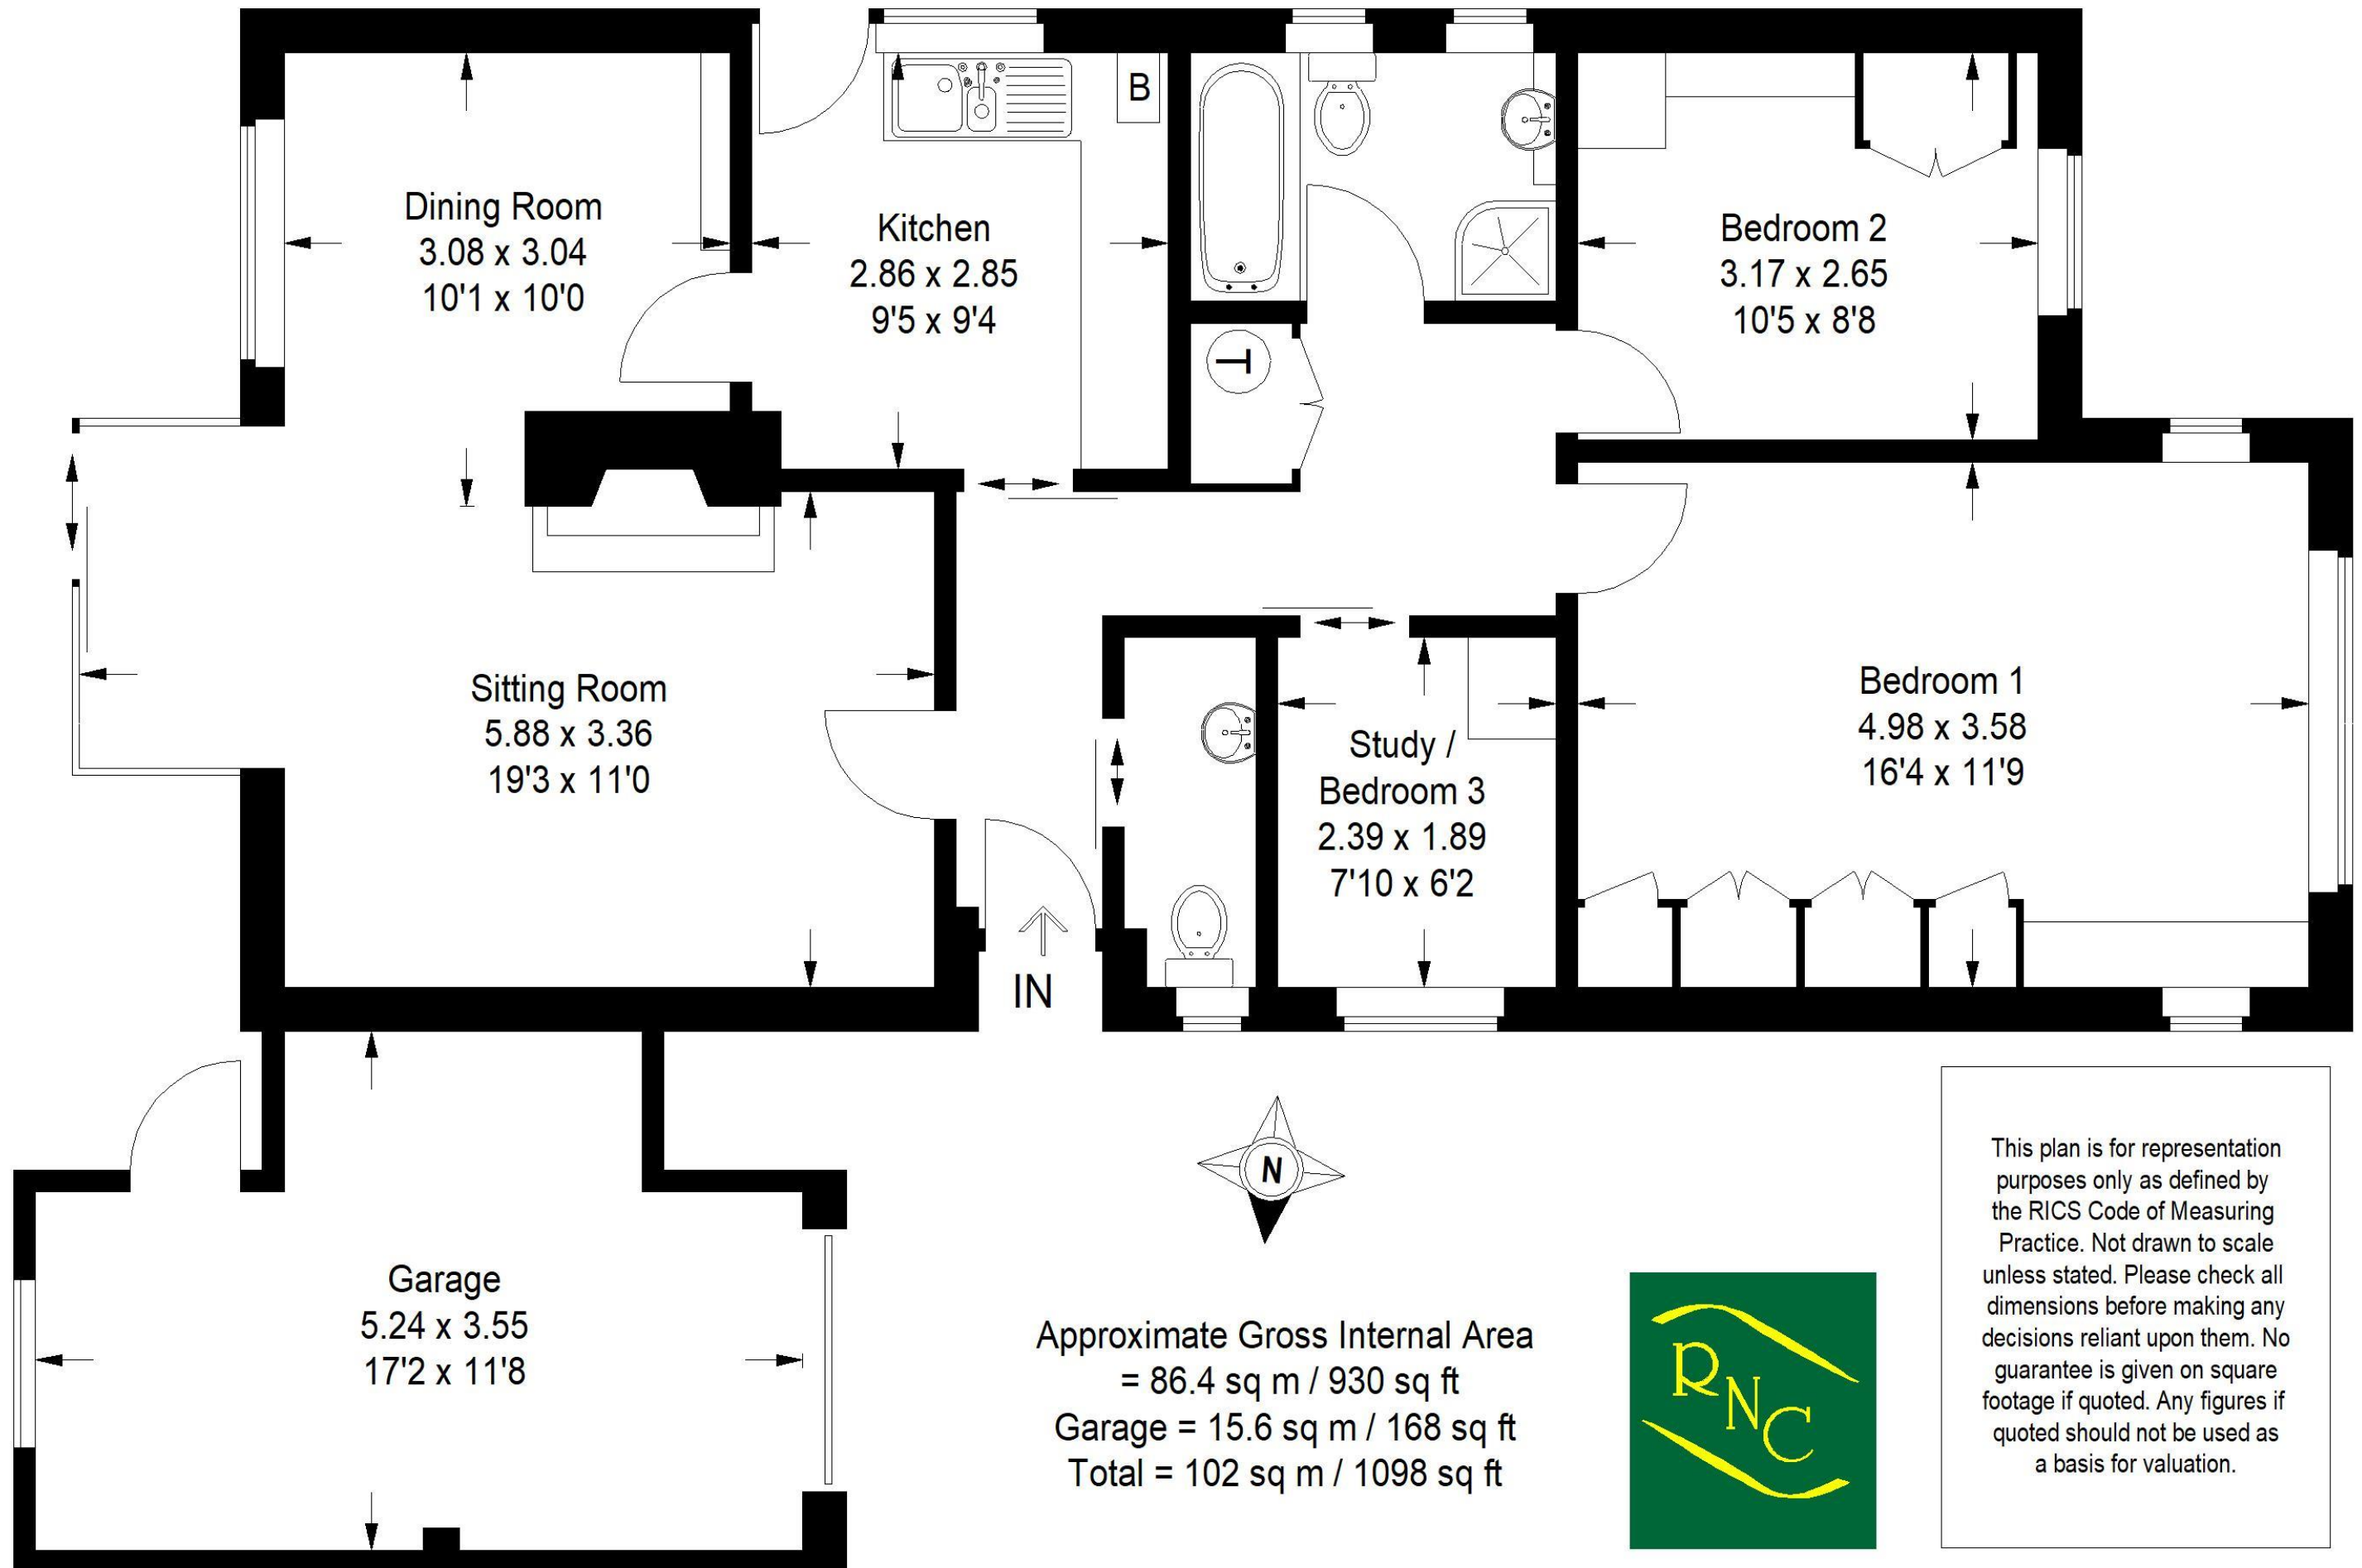 Dining Room
3.08 x 3.04
10'1 x 10'0
Kitchen
2.86 x 2.85
9'5 x 9'4
B
T
Bedroom 2
3.17 x 2.65
10'5 x 8'8
Sitting Room
5.88 x 3.36
19'3 x 11'0
Study /
Bedroom 3
2.39 x 1.89
7'10 x 6'2
Bedroom 1
4.98 x 3.58
16'4 x 11'9
IN
Garage
5.24 x 3.55
17'2 x 11'8
N
Approximate Gross Internal Area
= 86.4 sq m / 930 sq ft
Garage = 15.6 sq m / 168 sq ft
Total = 102 sq m / 1098 sq ft
RNC
This plan is for representation
purposes only as defined by
the RICS Code of Measuring
Practice. Not drawn to scale
unless stated. Please check all
dimensions before making any
decisions reliant upon them. No
guarantee is given on square
footage if quoted. Any figures if
quoted should not be used as
a basis for valuation.